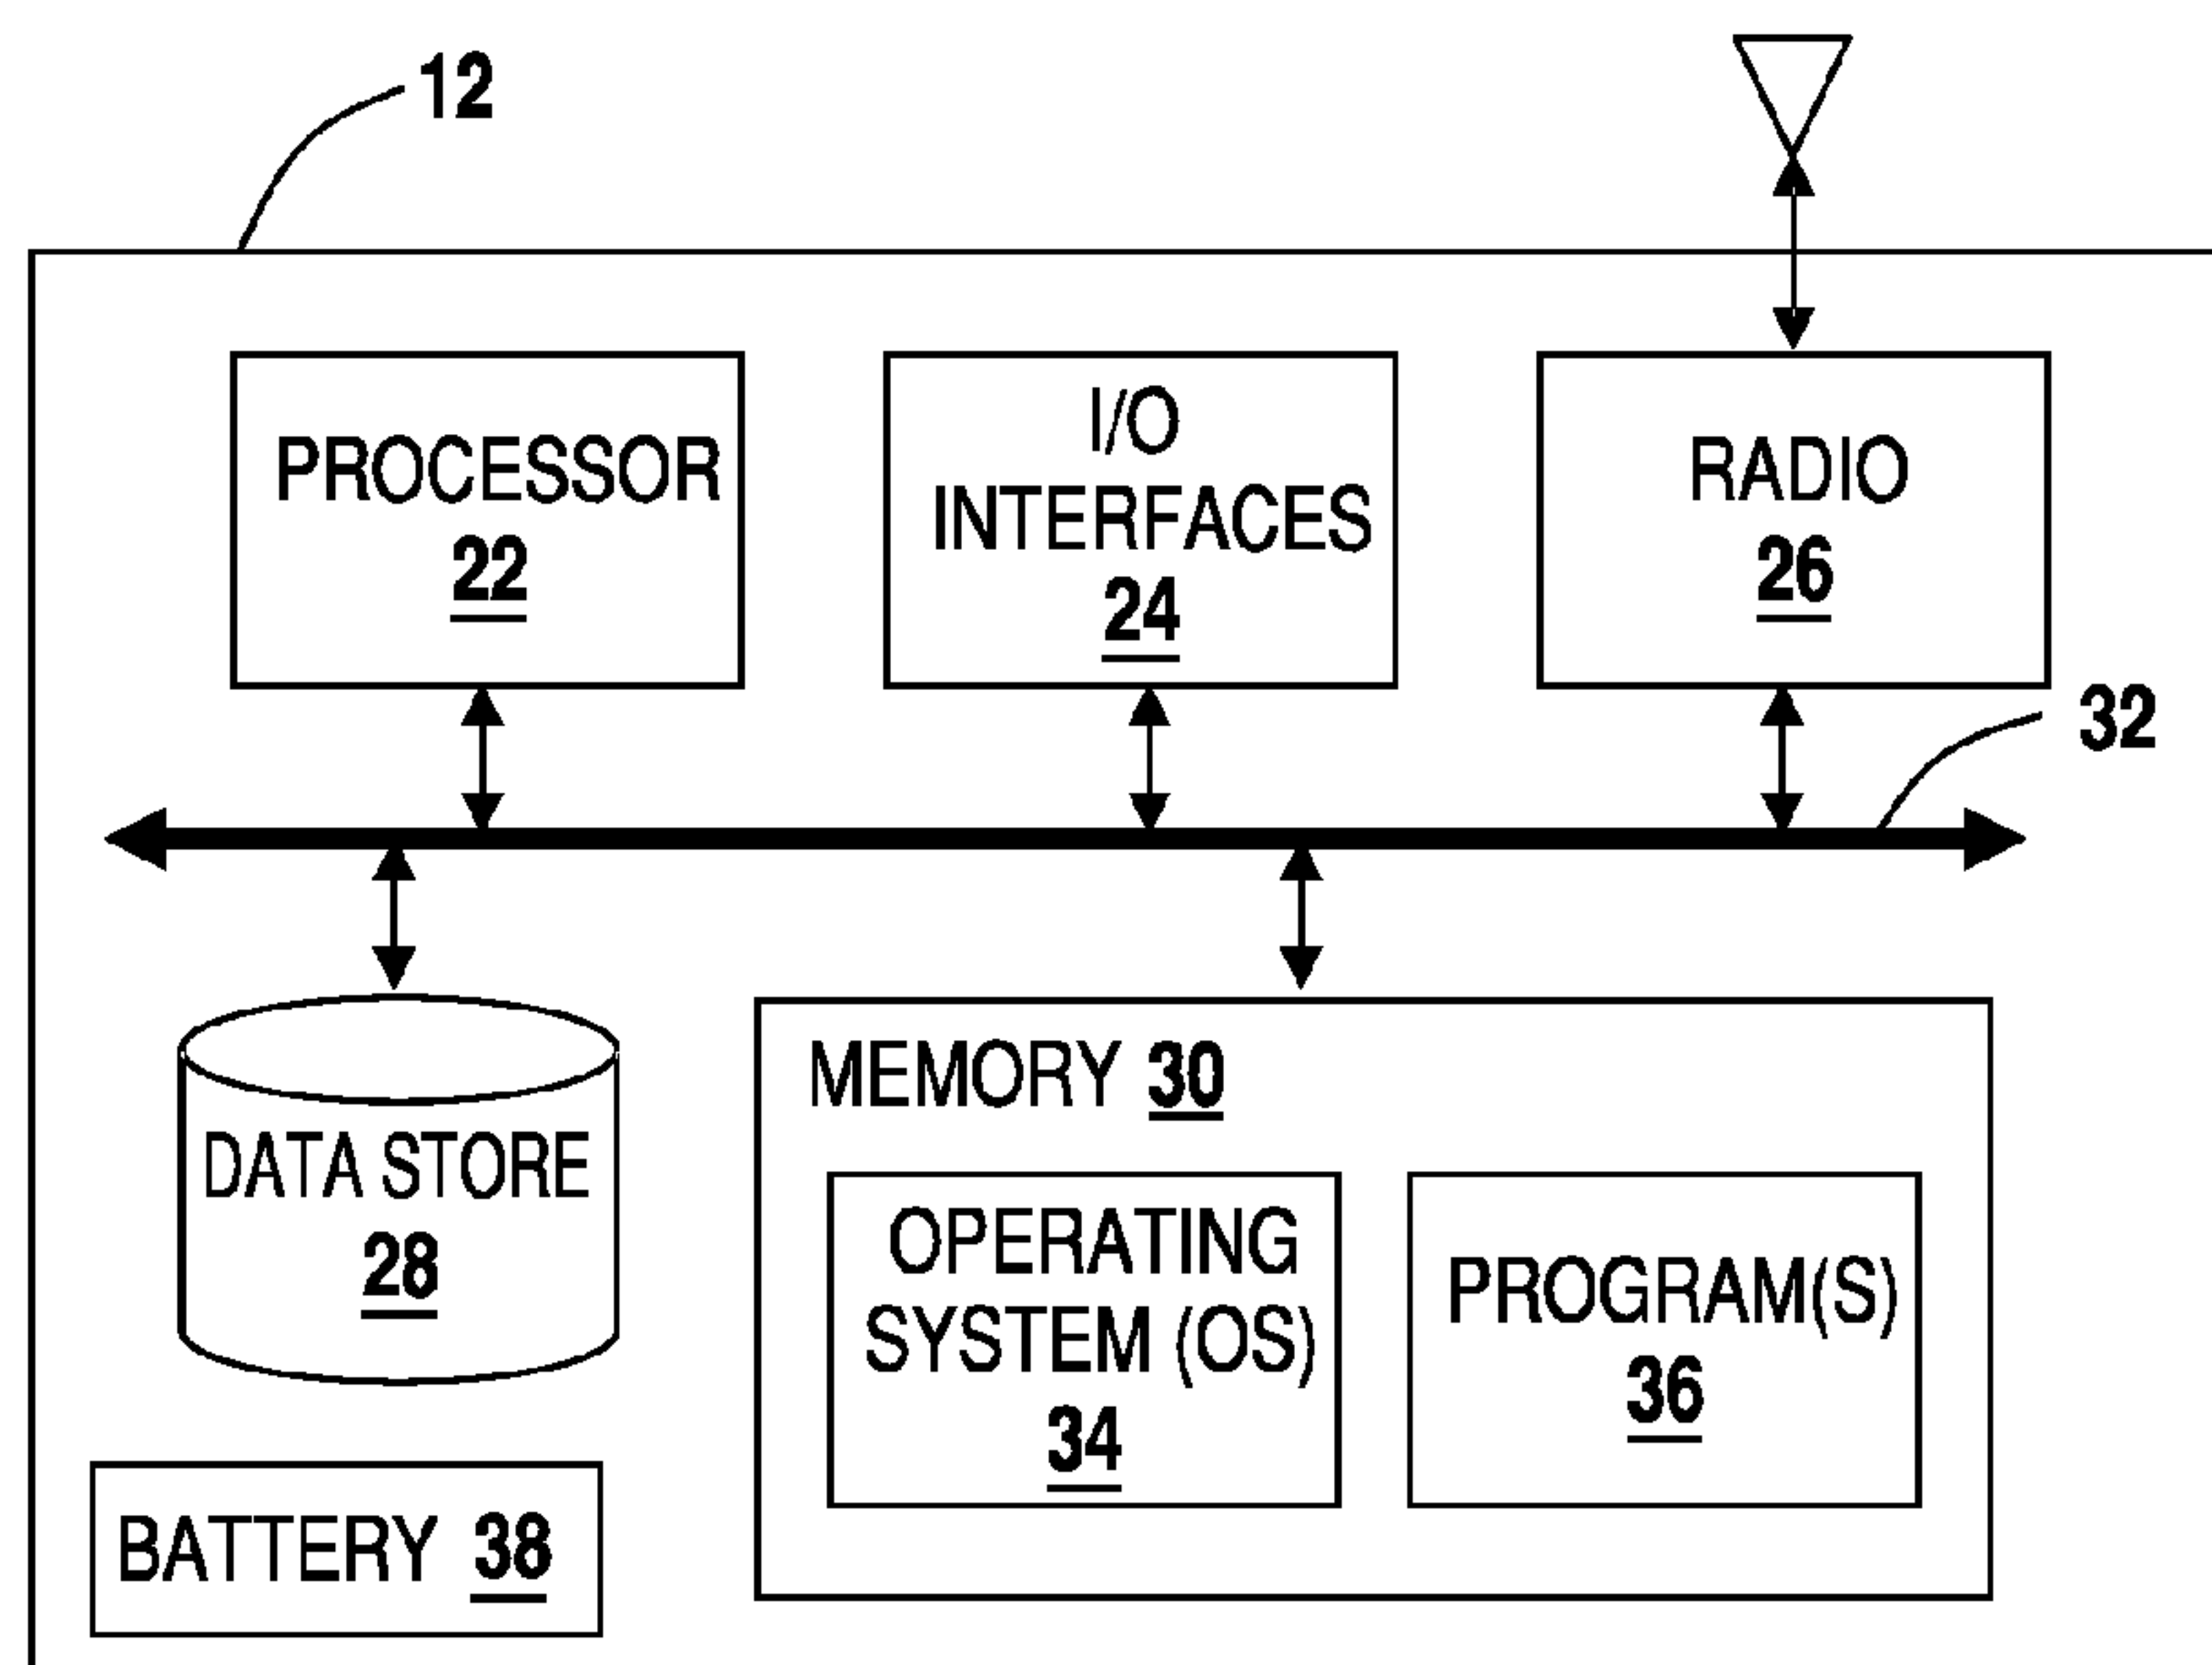 12
PROCESSOR
22
I/O
INTERFACES
24
RADIO
26
32
DATA STORE
28
MEMORY 30
OPERATING
SYSTEM (OS)
34
PROGRAM(S)
36
BATTERY 38